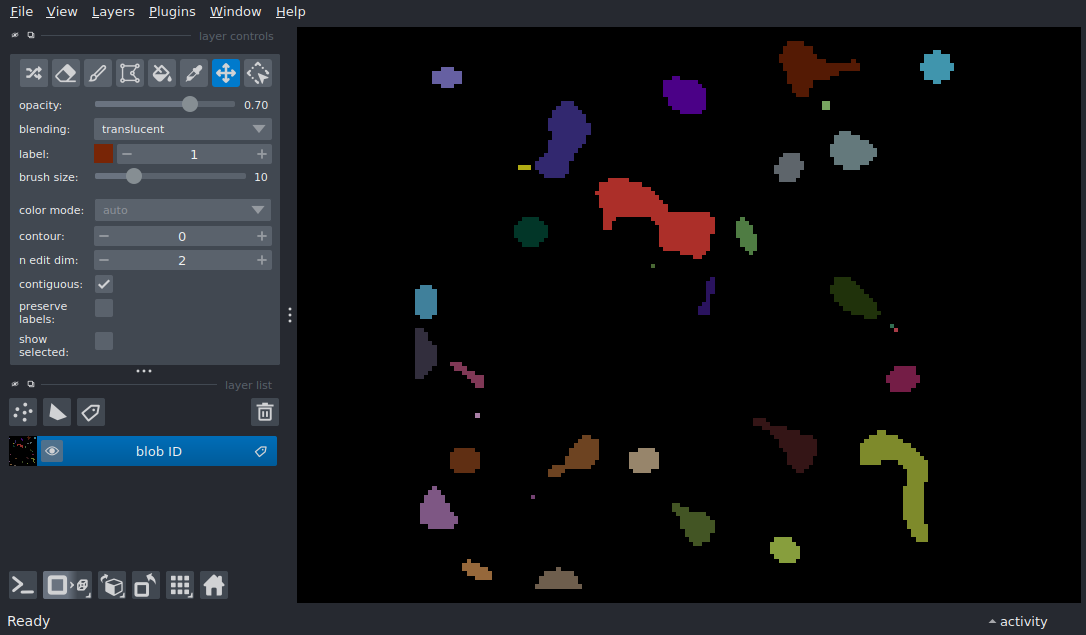 File View Layers Plugins Window Help
layer controls
opacity: 0.70
blending: translucent
label: 1
brush size: 10
color mode: auto
contour: 0
n edit dim: 2
contiguous:
preserve
labels:
show
selected:
layer list
blob ID
Ready
activity